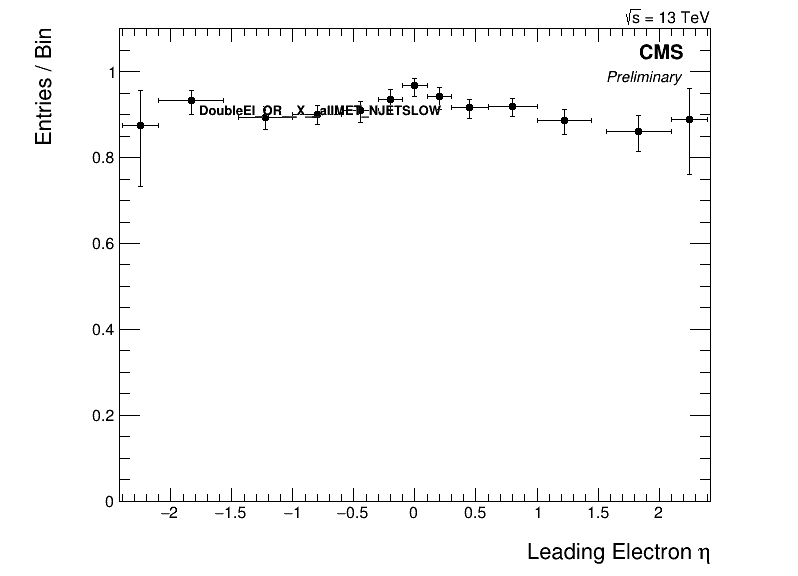 √s = 13 TeV
CMS
Preliminary
Entries / Bin
DoubleEl_OR__X__allMET_NJETSLOW
1
0.8
0.6
0.4
0.2
0
−2 −1.5 −1 −0.5 0 0.5 1 1.5 2
Leading Electron η